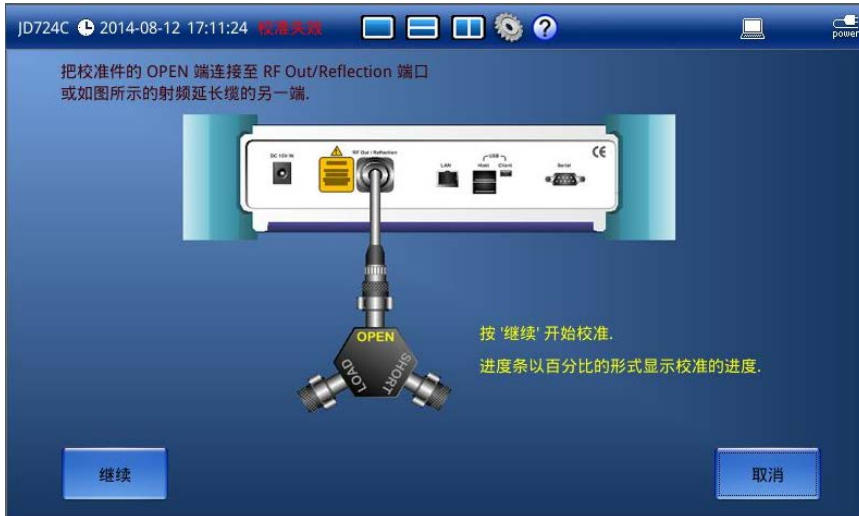 JD724C 2014-08-12 17:11:24 校准失效
power
把校准件的 OPEN 端连接至 RF Out/Reflection 端口
或如图所示的射频延长缆的另一端.
DC 15V IN
RF Out / Reflection
LAN
USB
Host Client
Serial
CE
OPEN
LOAD
SHORT
按 '继续' 开始校准.
进度条以百分比的形式显示校准的进度.
继续
取消